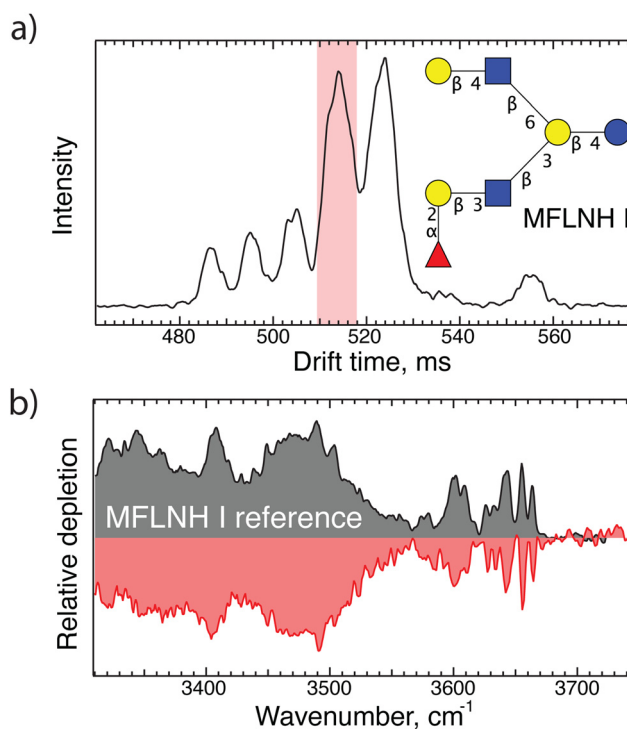 a)
Intensity
β 4
β
6
β 4
3
β
2
β 3
α
MFLNH I
480 500 520 540 560
Drift time, ms
b)
Relative depletion
MFLNH I reference
3400 3500 3600 3700
Wavenumber, cm-1